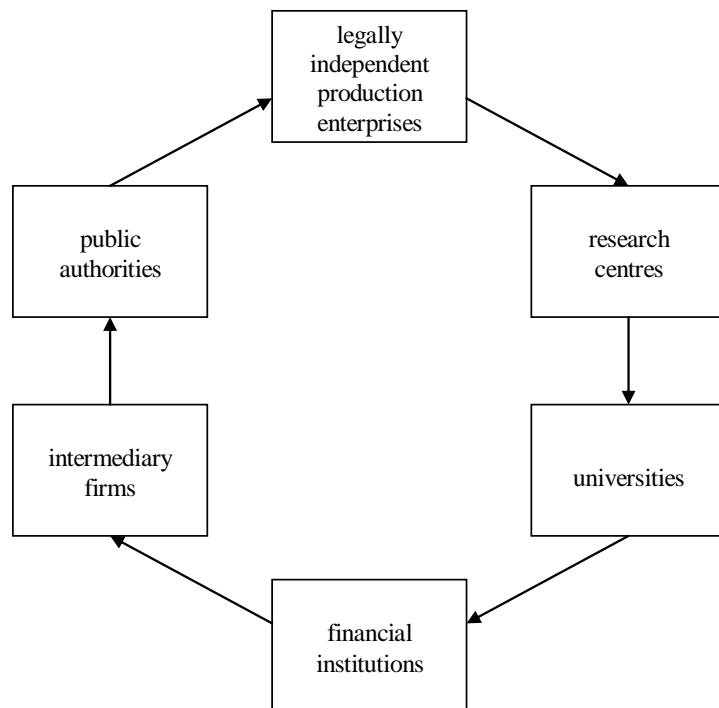 legally
independent
production
enterprises
public
authorities
research
centres
intermediary
firms
universities
financial
institutions